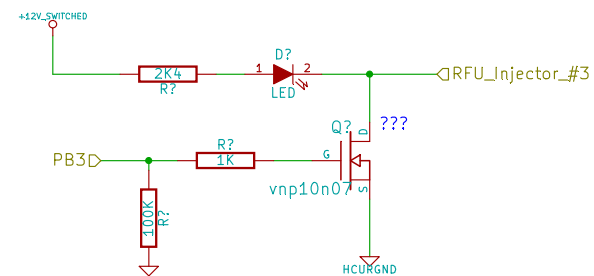 +12V_SWITCHED
D?
1
2
2K4
R?
LED
RFU_Injector_#3
???
Q?
D
R?
G
PB3
1K
S
vnp10n07
100K
R?
HCURGND